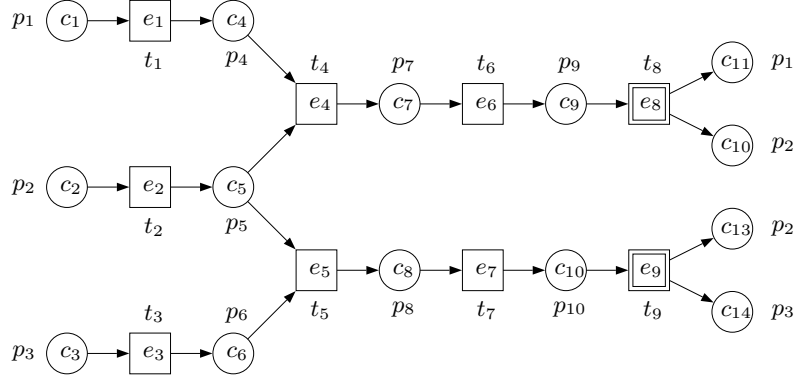 p1 c1 e1 c4
t1 p4
t4 p7 t6 p9 t8 c11 p1
e4 c7 e6 c9 e8
c10 p2
p2 c2 e2 c5
t2 p5
c13 p2
e5 c8 e7 c10 e9
t3 p6 t5 p8 t7 p10 t9 c14 p3
p3 c3 e3 c6